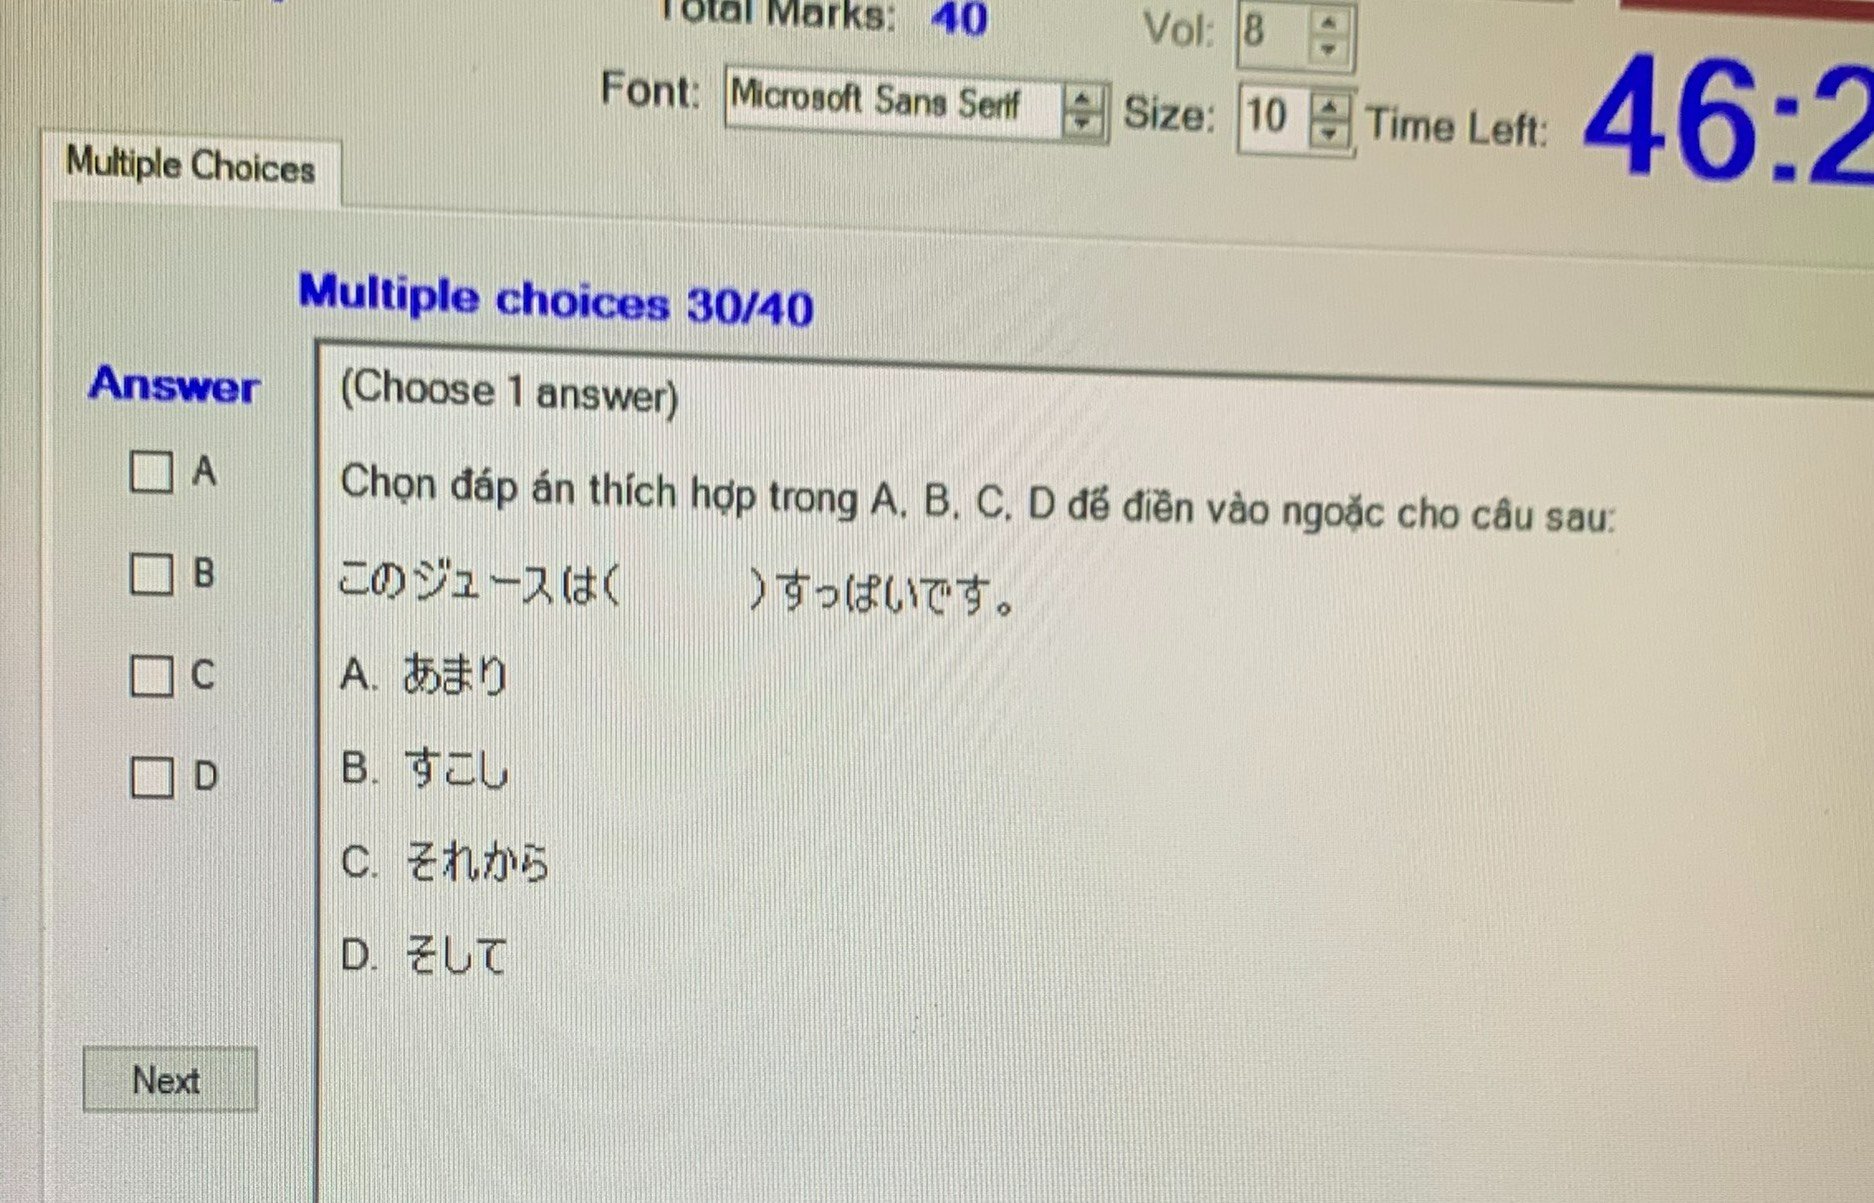 Total Marks: 40
Vol: 8
Font: Microsoft Sans Serif Size: 10 Time Left: 46:2
Multiple Choices
Multiple choices 30/40
Answer
(Choose 1 answer)
A
Chọn đáp án thích hợp trong A, B, C, D để điền vào ngoặc cho câu sau:
B
このジュースは( )すっぱいです。
C
A. あまり
D
B. すこし
C. それから
D. そして
Next